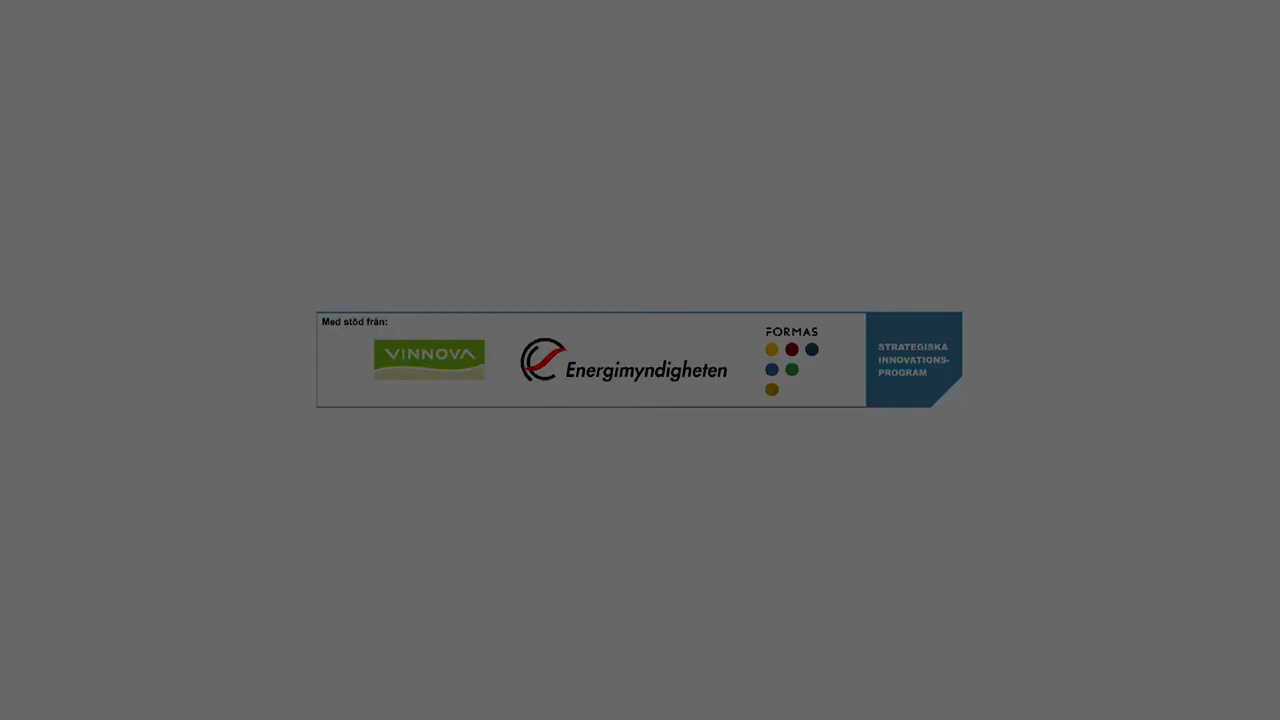 Med stöd från:
VINNOVA
Energimyndigheten
FORMAS
STRATEGISKA
INNOVATIONS-
PROGRAM